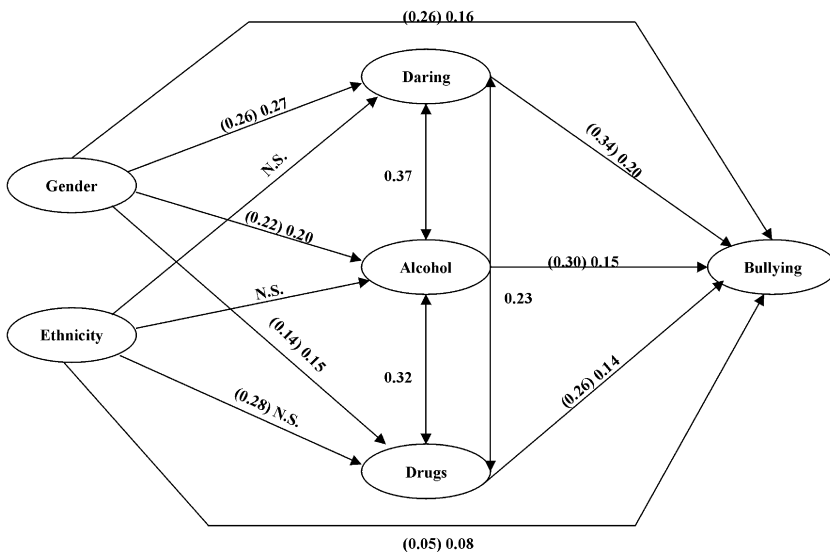 (0.26) 0.16
Daring
(0.26) 0.27
(0.34) 0.20
N.S.
0.37
Gender
(0.22) 0.20
Alcohol
(0.30) 0.15
Bullying
N.S.
0.23
Ethnicity
(0.14) 0.15
0.32
(0.28) N.S.
(0.26) 0.14
Drugs
(0.05) 0.08